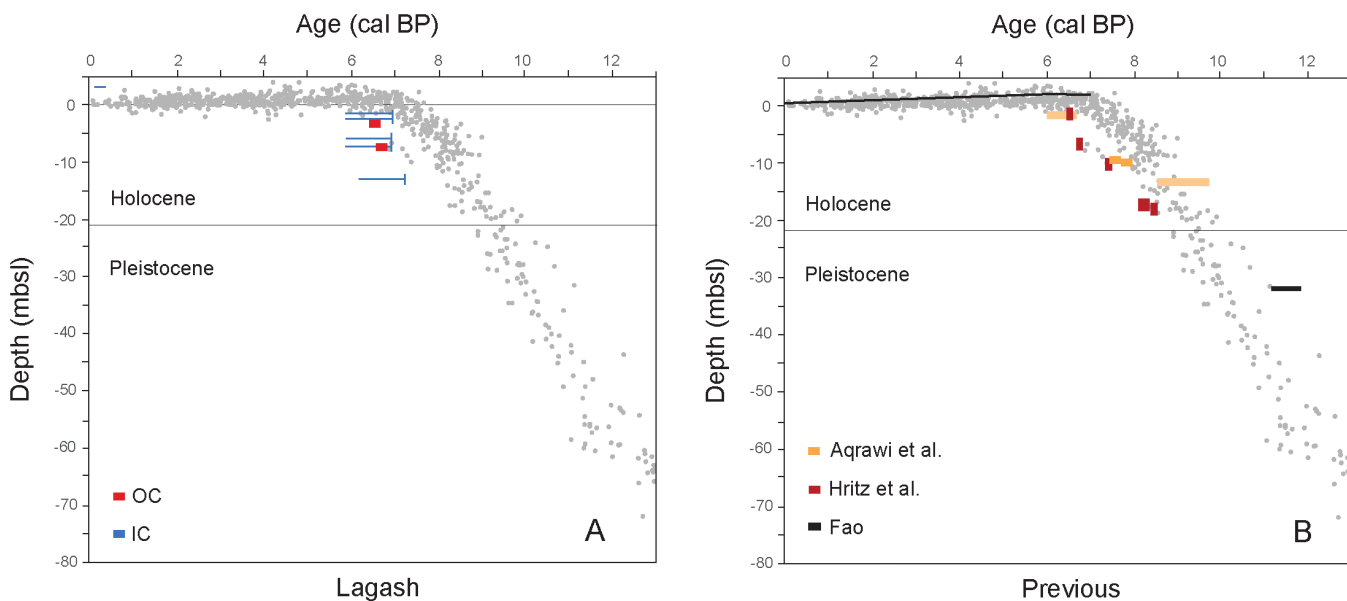 Age (cal BP)
0 2 4 6 8 10 12
0
-10
-20
-30
-40
-50
-60
-70
-80
Depth (mbsl)
Holocene
Pleistocene
OC
IC
A
Lagash
Age (cal BP)
0 2 4 6 8 10 12
0
-10
-20
-30
-40
-50
-60
-70
-80
Depth (mbsl)
Holocene
Pleistocene
Aqrawi et al.
Hritz et al.
Fao
B
Previous